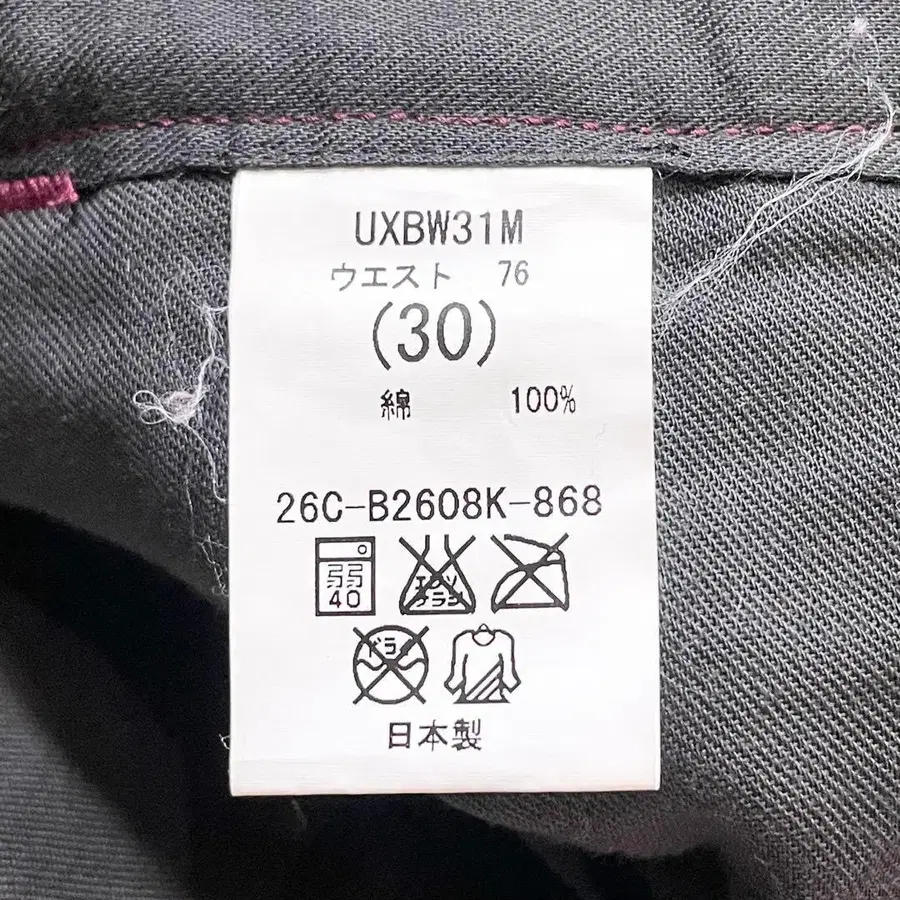 UXBW31M
ウエスト 76
(30)
綿 100%
26C-B2608K-868
弱
40
エンソ
サラシ
ドライ
日本製